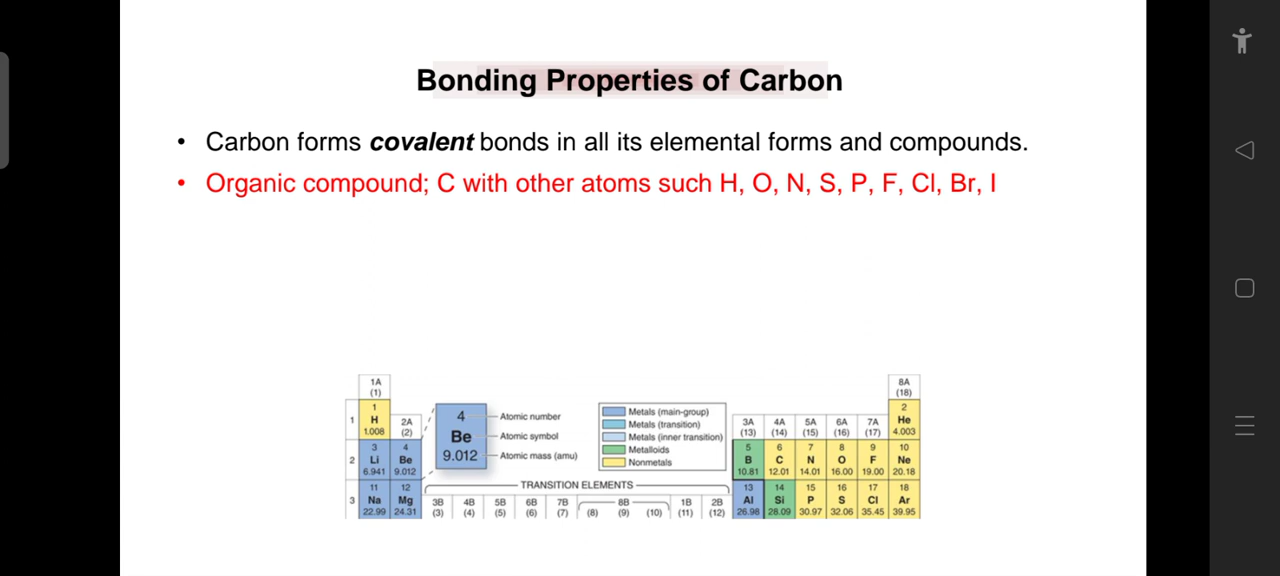 Bonding Properties of Carbon
• Carbon forms covalent bonds in all its elemental forms and compounds.
• Organic compound; C with other atoms such H, O, N, S, P, F, Cl, Br, I
1A 8A
(1) (18)
1 2
1 H 2A 4 Atomic number Metals (main-group) 3A 4A 5A 6A 7A He
1.008 (2) Metals (transition) (13) (14) (15) (16) (17) 4.003
3 4 Be Atomic symbol Metals (inner transition) 5 6 7 8 9 10
2 Li Be Metalloids B C N O F Ne
6.941 9.012 9.012 Atomic mass (amu) Nonmetals 10.81 12.01 14.01 16.00 19.00 20.18
11 12 TRANSITION ELEMENTS 13 14 15 16 17 18
3 Na Mg 3B 4B 5B 6B 7B 8B 1B 2B Al Si P S Cl Ar
22.99 24.31 (3) (4) (5) (6) (7) (8) (9) (10) (11) (12) 26.98 28.09 30.97 32.06 35.45 39.95